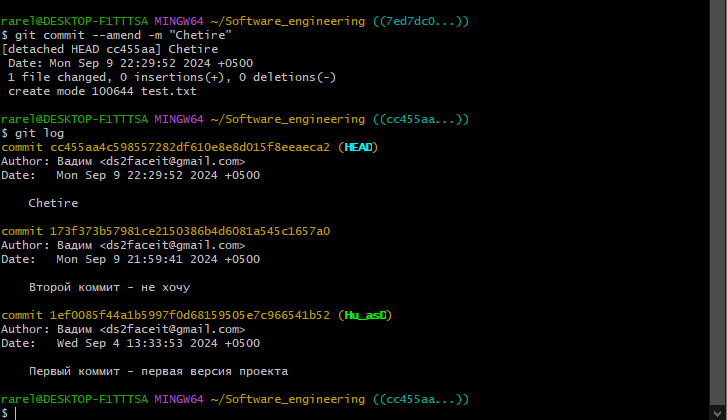 rarel@DESKTOP-F1TTTSA MINGW64 ~/Software_engineering ((7ed7dc0...))
$ git commit --amend -m "Chetire"
[detached HEAD cc455aa] Chetire
Date: Mon Sep 9 22:29:52 2024 +0500
1 file changed, 0 insertions(+), 0 deletions(-)
create mode 100644 test.txt
rarel@DESKTOP-F1TTTSA MINGW64 ~/Software_engineering ((cc455aa...))
$ git log
commit cc455aa4c598557282df610e8e8d015f8eeaeca2 (HEAD)
Author: Вадим <ds2faceit@gmail.com>
Date:   Mon Sep 9 22:29:52 2024 +0500
Chetire
commit 173f373b57981ce2150386b4d6081a545c1657a0
Author: Вадим <ds2faceit@gmail.com>
Date:   Mon Sep 9 21:59:41 2024 +0500
Второй коммит - не хочу
commit 1ef0085f44a1b5997f0d68159505e7c966541b52 (Hu_asD)
Author: Вадим <ds2faceit@gmail.com>
Date:   Wed Sep 4 13:33:53 2024 +0500
Первый коммит - первая версия проекта
rarel@DESKTOP-F1TTTSA MINGW64 ~/Software_engineering ((cc455aa...))
$